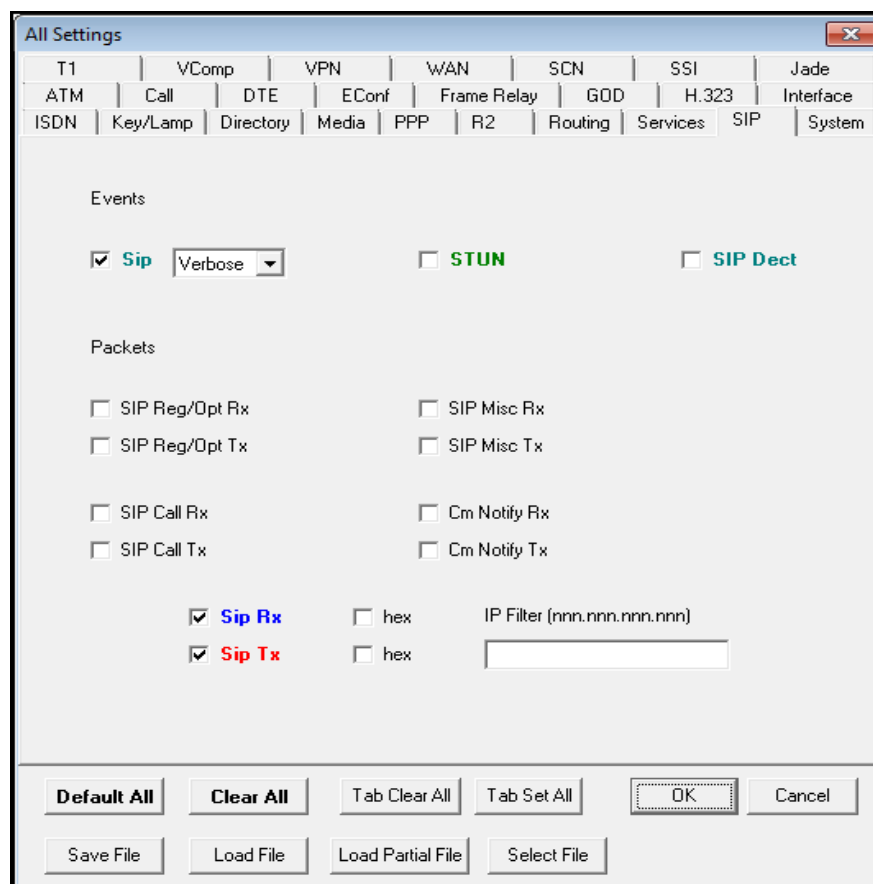 All Settings
T1 VComp VPN WAN SCN SSI Jade
ATM Call DTE EConf Frame Relay GOD H.323 Interface
ISDN Key/Lamp Directory Media PPP R2 Routing Services SIP System
Events
Sip Verbose STUN SIP Dect
Packets
SIP Reg/Opt Rx SIP Misc Rx
SIP Reg/Opt Tx SIP Misc Tx
SIP Call Rx Cm Notify Rx
SIP Call Tx Cm Notify Tx
Sip Rx hex IP Filter (nnn.nnn.nnn.nnn)
Sip Tx hex
Default All Clear All Tab Clear All Tab Set All OK Cancel
Save File Load File Load Partial File Select File